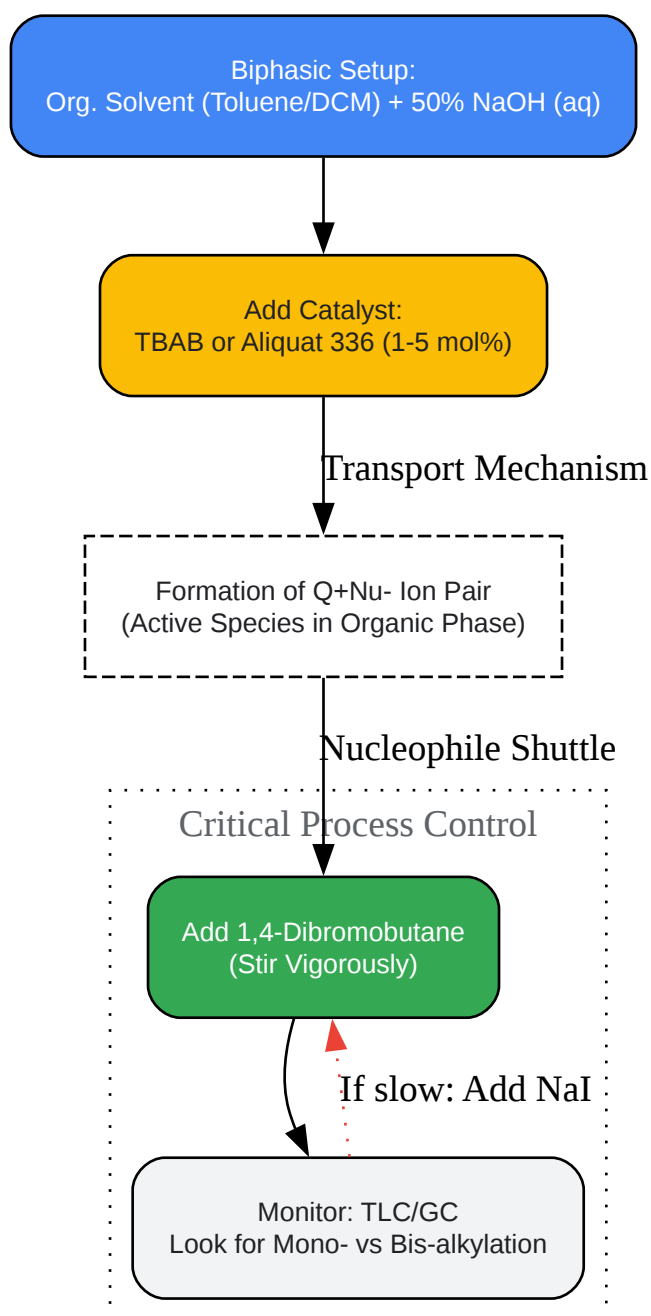 Biphasic Setup:
Org. Solvent (Toluene/DCM) + 50% NaOH (aq)
Add Catalyst:
TBAB or Aliquat 336 (1-5 mol%)
Transport Mechanism
Formation of Q+Nu- Ion Pair
(Active Species in Organic Phase)
Nucleophile Shuttle
Critical Process Control
Add 1,4-Dibromobutane
(Stir Vigorously)
If slow: Add NaI
Monitor: TLC/GC
Look for Mono- vs Bis-alkylation